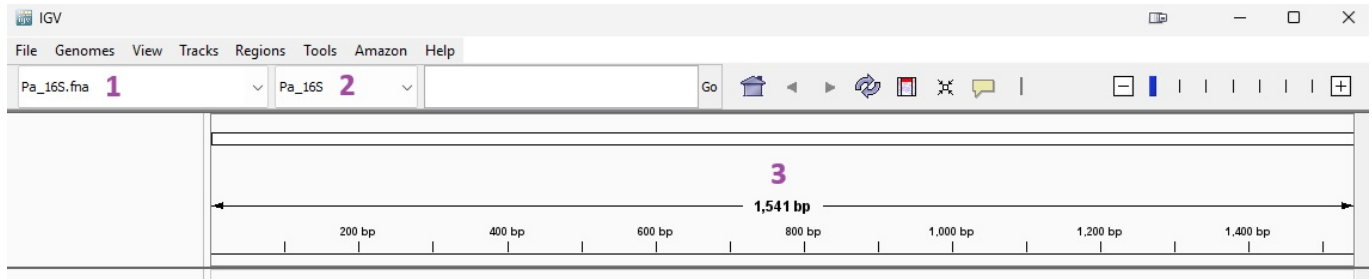 IGV
File Genomes View Tracks Regions Tools Amazon Help
Pa_16S.fna 1 Pa_16S 2 Go
3
1,541 bp
200 bp 400 bp 600 bp 800 bp 1,000 bp 1,200 bp 1,400 bp